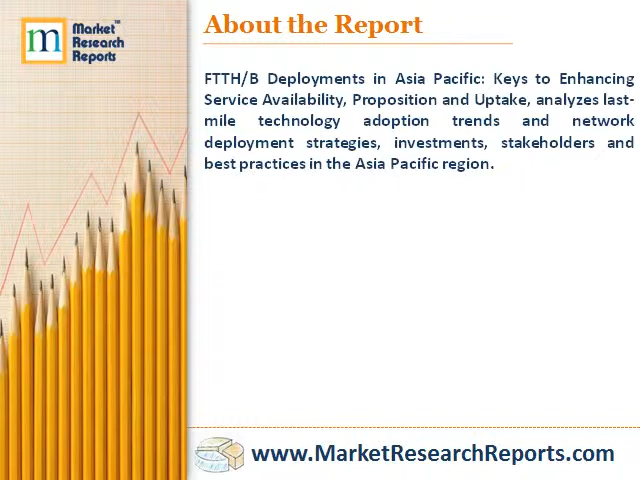 m
Market™
Research
Reports
About the Report
FTTH/B Deployments in Asia Pacific: Keys to Enhancing
Service Availability, Proposition and Uptake, analyzes last-
mile technology adoption trends and network
deployment strategies, investments, stakeholders and
best practices in the Asia Pacific region.
www.MarketResearchReports.com